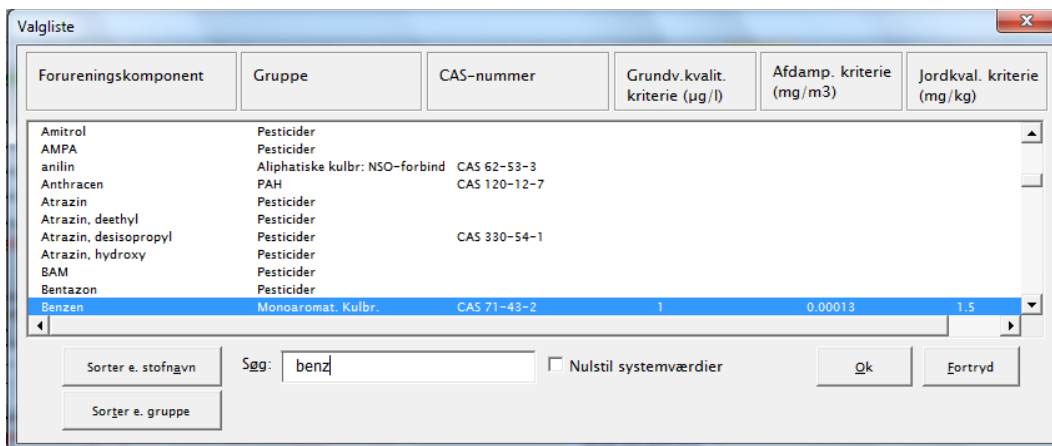 Valgliste
Forureningskomponent Gruppe CAS-nummer Grundv.kvalit. kriterie (µg/l) Afdamp. kriterie (mg/m3) Jordkval. kriterie (mg/kg)
Amitrol Pesticider
AMPA Pesticider
anilin Aliphatiske kulbr: NSO-forbind CAS 62-53-3
Anthracen PAH CAS 120-12-7
Atrazin Pesticider
Atrazin, deethyl Pesticider
Atrazin, desisopropyl Pesticider CAS 330-54-1
Atrazin, hydroxy Pesticider
BAM Pesticider
Bentazon Pesticider
Benzen Monoaromat. Kulbr. CAS 71-43-2 1 0.00013 1.5
Sorter e. stofnavn Søg: benz Nulstil systemværdier Ok Fortryd
Sorter e. gruppe